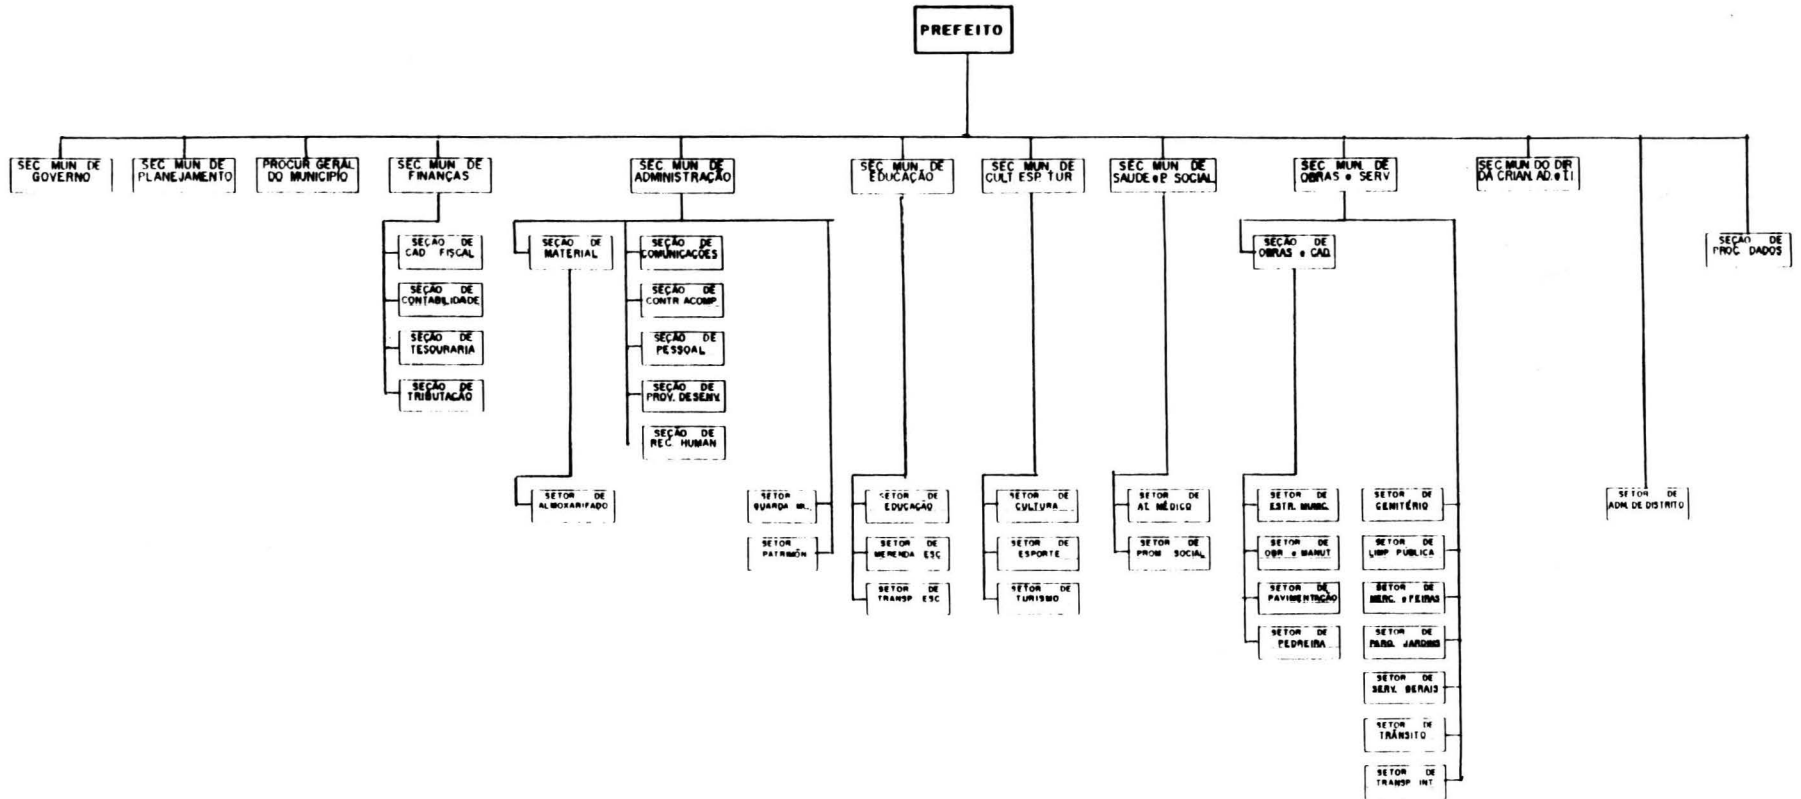 PREFEITO
SEC MUN DE
GOVERNO
SEC MUN DE
PLANEJAMENTO
PROCUR GERAL
DO MUNICIPIO
SEC MUN DE
FINANÇAS
SEC MUN DE
ADMINISTRAÇÃO
SEC MUN DE
EDUCAÇÃO
SEC MUN DE
CULT ESP TUR
SEC MUN DE
SAUDE e P SOCIAL
SEC MUN DE
OBRAS e SERV
SEC MUN DO DIR
DA CRIAN. AD. e
SEÇÃO DE
CAD FISCAL
SEÇÃO DE
CONTABILIDADE
SEÇÃO DE
TESOURARIA
SEÇÃO DE
TRIBUTACÃO
SEÇÃO DE
MATERIAL
SETOR DE
ALMOXARIFADO
SEÇÃO DE
COMUNICAÇÕES
SEÇÃO DE
CONTR ACOMP.
SEÇÃO DE
PESSOAL
SEÇÃO DE
PROV. DESENV.
SEÇÃO DE
REC. HUMAN
SETOR
GUARDA
SETOR
PATRIMÓN
SETOR DE
EDUCAÇÃO
SETOR DE
MERENDA ESC
SETOR DE
TRANSP ESC
SETOR DE
CULTURA
SETOR DE
ESPORTE
SETOR DE
TURISMO
SETOR DE
AT. MÉDICO
SETOR DE
PROM SOCIAL
SEÇÃO DE
OBRAS e CAD.
SETOR DE
ESTR. MUNIC.
SETOR DE
OBR e MANUT
SETOR DE
PAVIMENTAÇÃO
SETOR DE
PEDREIRA
SETOR DE
CEMITÉRIO
SETOR DE
LIMP PÚBLICA
SETOR DE
MERC. e FEIRAS
SETOR DE
PARQ. JARDINS
SETOR DE
SERV. GERAIS
SETOR DE
TRÂNSITO
SETOR DE
TRANSP INT
SETOR DE
ADM. DE DISTRITO
SEÇÃO DE
PROC DADOS